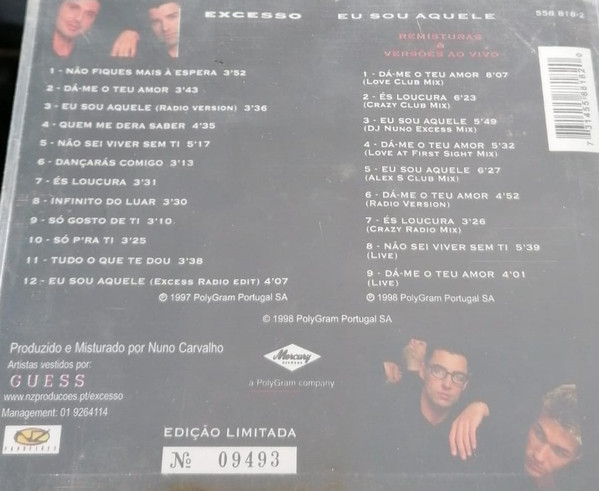 EXCESSO EU SOU AQUELE 558 818-2
REMISTURAS
&
VERSÕES AO VIVO
1 - NÃO FIQUES MAIS À ESPERA 3'52
2 - DÁ-ME O TEU AMOR 3'43
3 - EU SOU AQUELE (RADIO VERSION) 3'36
4 - QUEM ME DERA SABER 4'35
5 - NÃO SEI VIVER SEM TI 5'17
6 - DANÇARÁS COMIGO 3'13
7 - ÉS LOUCURA 3'31
8 - INFINITO DO LUAR 3'30
9 - SÓ GOSTO DE TI 3'10
10 - SÓ P'RA TI 3'25
11 - TUDO O QUE TE DOU 3'38
12 - EU SOU AQUELE (EXCESS RADIO EDIT) 4'07
℗ 1997 PolyGram Portugal SA
1 - DÁ-ME O TEU AMOR 8'07
(LOVE CLUB MIX)
2 - ÉS LOUCURA 6'23
(CRAZY CLUB MIX)
3 - EU SOU AQUELE 5'49
(DJ NUNO EXCESS MIX)
4 - DÁ-ME O TEU AMOR 5'32
(LOVE AT FIRST SIGHT MIX)
5 - EU SOU AQUELE 6'27
(ALEX S CLUB MIX)
6 - DÁ-ME O TEU AMOR 4'52
(RADIO VERSION)
7 - ÉS LOUCURA 3'26
(CRAZY RADIO MIX)
8 - NÃO SEI VIVER SEM TI 5'39
(LIVE)
9 - DÁ-ME O TEU AMOR 4'01
(LIVE)
℗ 1998 PolyGram Portugal SA
7 31455 88182 0
© 1998 PolyGram Portugal SA
Produzido e Misturado por Nuno Carvalho
Artistas vestidos por:
GUESS
www.nzproducoes.pt/excesso
Management: 01 9264114
NZ
Mercury
RECORDS
a PolyGram company
EDIÇÃO LIMITADA
Nº 09493